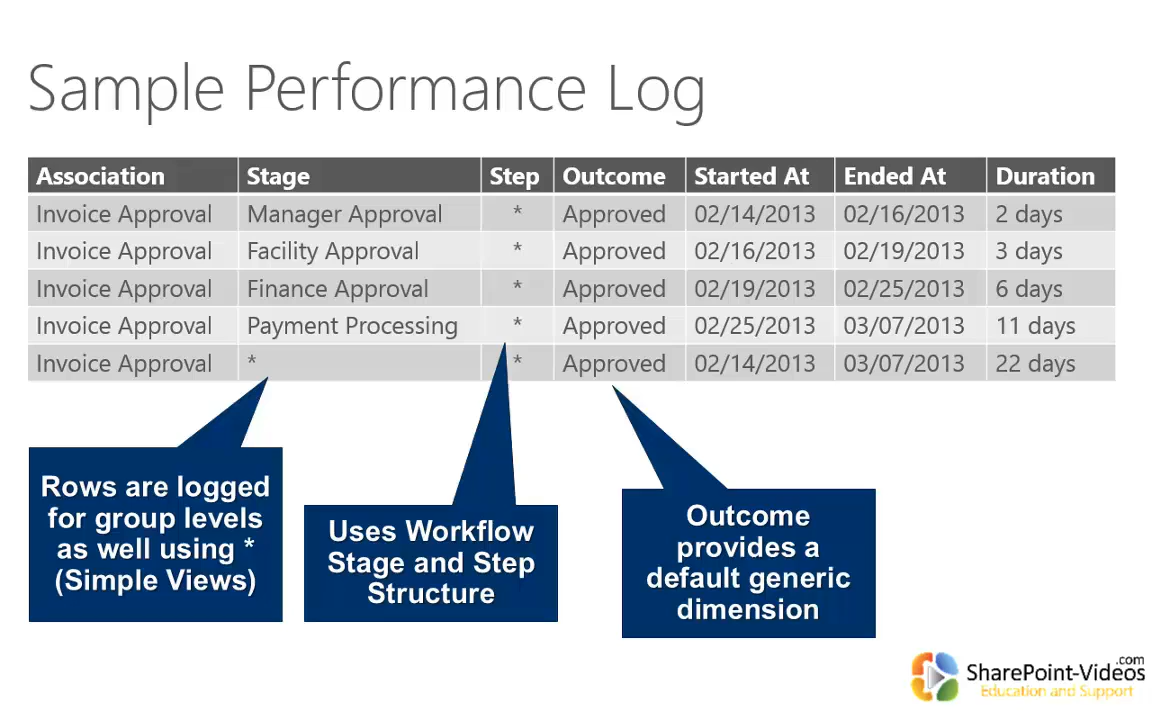 Sample Performance Log
Association Stage Step Outcome Started At Ended At Duration
Invoice Approval Manager Approval * Approved 02/14/2013 02/16/2013 2 days
Invoice Approval Facility Approval * Approved 02/16/2013 02/19/2013 3 days
Invoice Approval Finance Approval * Approved 02/19/2013 02/25/2013 6 days
Invoice Approval Payment Processing * Approved 02/25/2013 03/07/2013 11 days
Invoice Approval * * Approved 02/14/2013 03/07/2013 22 days
Rows are logged
for group levels
as well using *
(Simple Views)
Uses Workflow
Stage and Step
Structure
Outcome
provides a
default generic
dimension
SharePoint-Videos.com
Education and Support